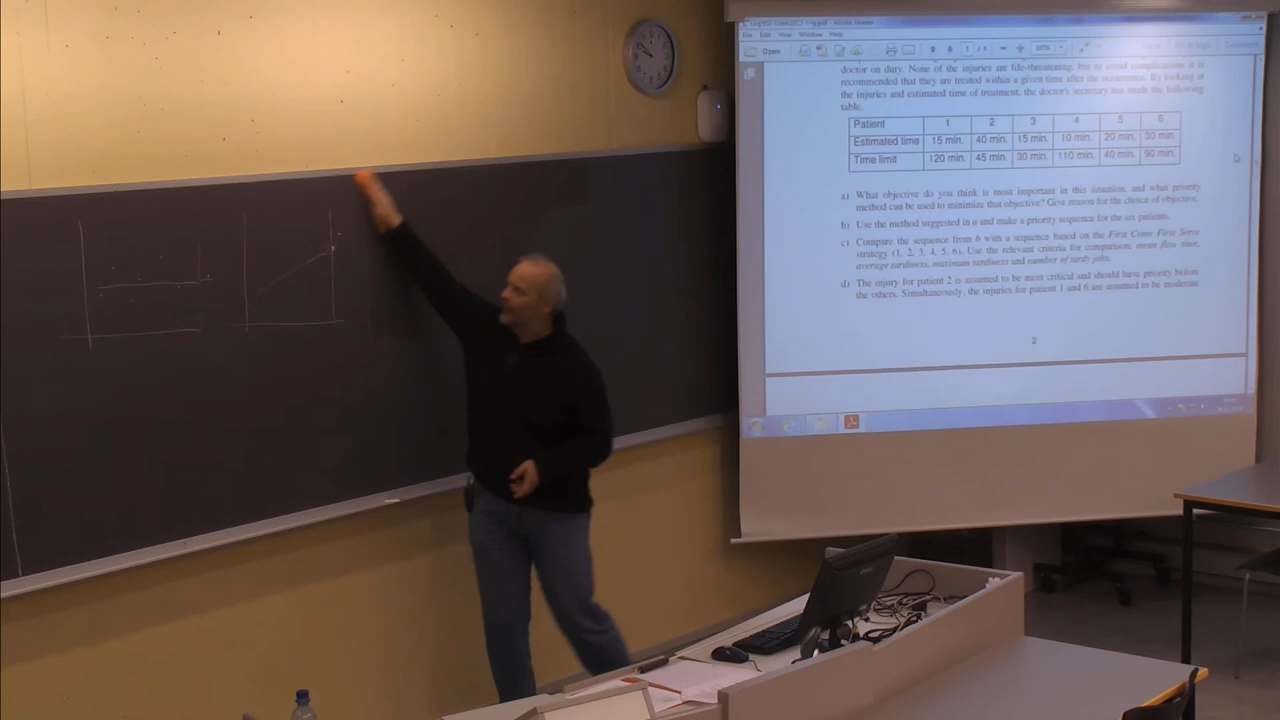 File Edit View Window Help
Open
doctor on duty. None of the injuries are life-threatening, but to avoid complications it is
recommended that they are treated within a given time after the occurrence. By looking
at the injuries and estimated time of treatment, the doctor's secretary has made the following
table.
Patient 1 2 3 4 5 6
Estimated time 15 min. 40 min. 15 min. 10 min. 20 min. 30 min.
Time limit 120 min. 45 min. 30 min. 110 min. 40 min. 90 min.
a) What objective do you think is most important in this situation, and what priority
method can be used to minimize that objective? Give reason for the choice of objective.
b) Use the method suggested in a and make a priority sequence for the six patients.
c) Compare the sequence from b with a sequence based on the First Come First Serve
strategy (1, 2, 3, 4, 5, 6). Use the relevant criteria for comparison; mean flow time,
average tardiness, maximum tardiness and number of tardy jobs.
d) The injury for patient 2 is assumed to be most critical and should have priority before
the others. Simultaneously, the injuries for patient 1 and 6 are assumed to be moderate
2